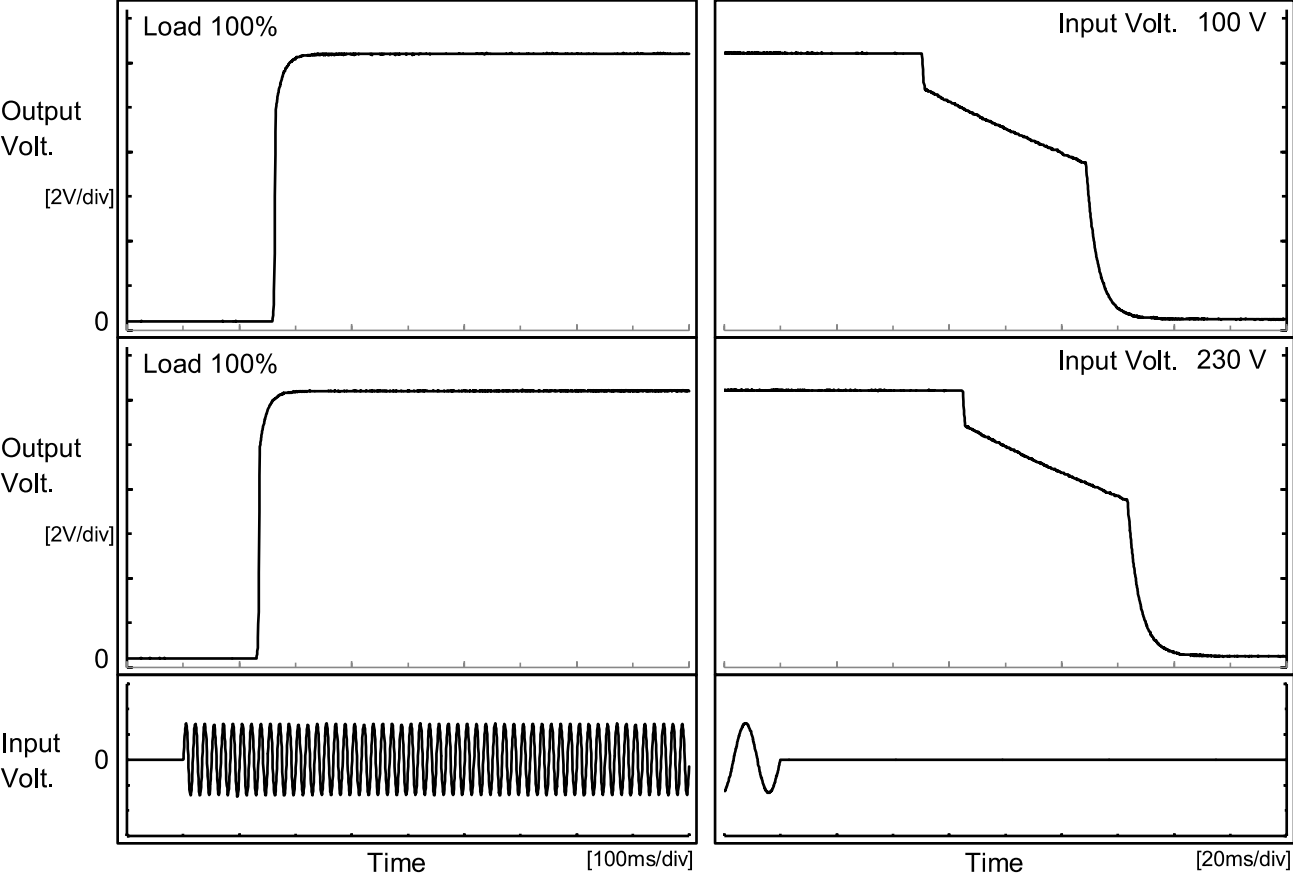 Load 100%
Input Volt. 100 V
Output
Volt.
[2V/div]
0
Load 100%
Input Volt. 230 V
Output
Volt.
[2V/div]
0
Input
Volt.
0
Time
[100ms/div]
Time
[20ms/div]